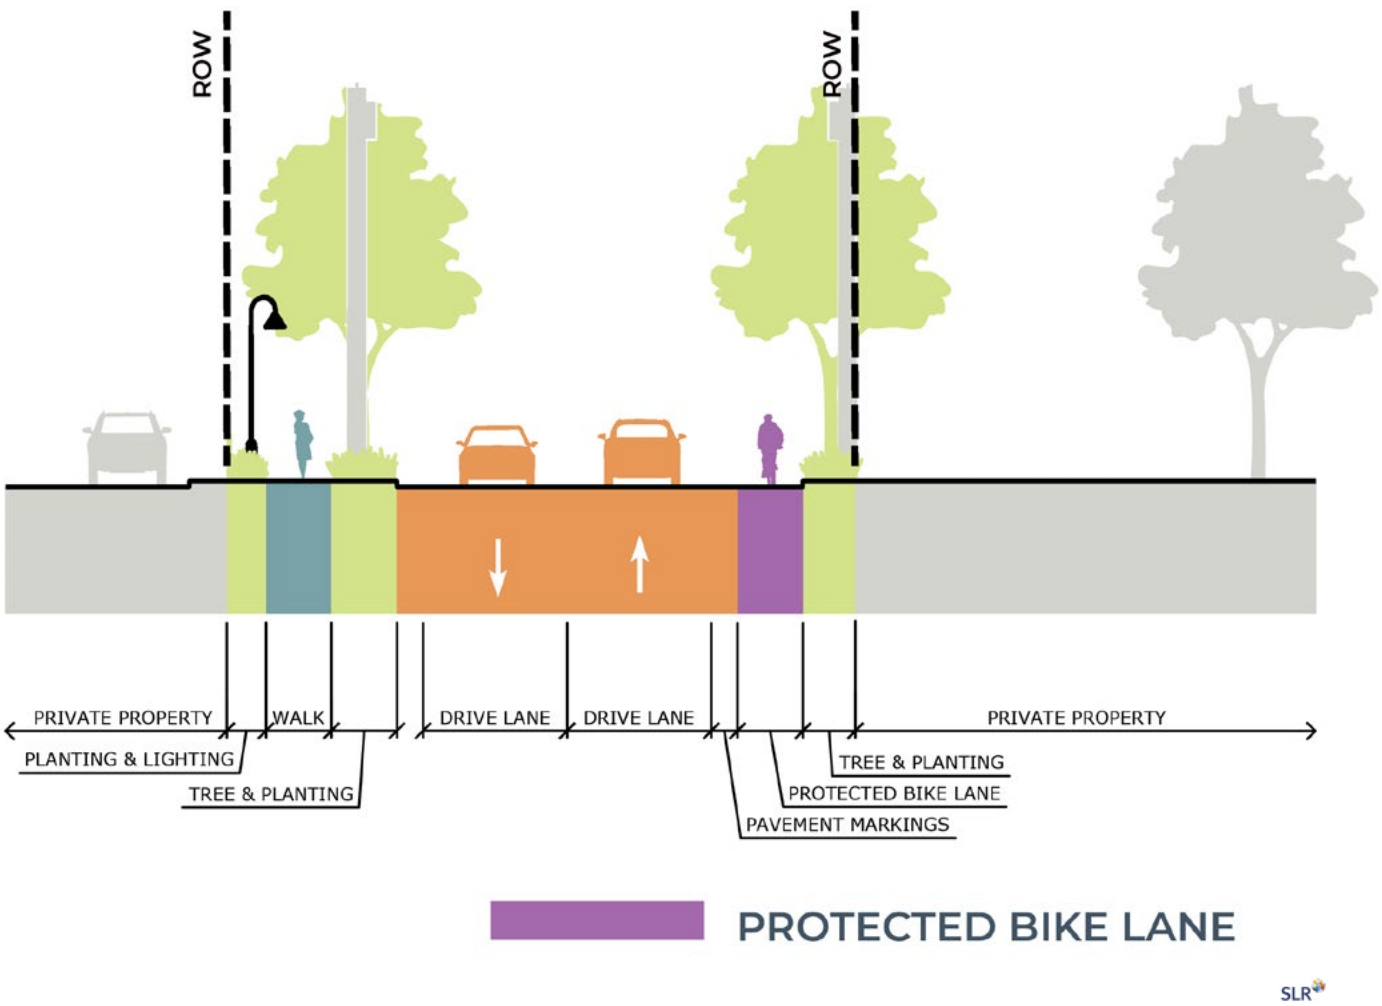 ROW
ROW
PRIVATE PROPERTY
WALK
DRIVE LANE
DRIVE LANE
PRIVATE PROPERTY
PLANTING & LIGHTING
TREE & PLANTING
TREE & PLANTING
PROTECTED BIKE LANE
PAVEMENT MARKINGS
PROTECTED BIKE LANE
SLR